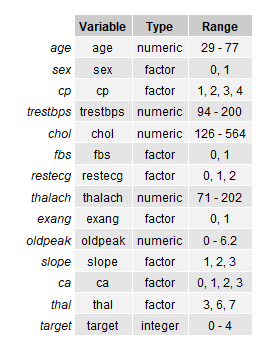 Variable Type Range
age age numeric 29 - 77
sex sex factor 0, 1
cp cp factor 1, 2, 3, 4
trestbps trestbps numeric 94 - 200
chol chol numeric 126 - 564
fbs fbs factor 0, 1
restecg restecg factor 0, 1, 2
thalach thalach numeric 71 - 202
exang exang factor 0, 1
oldpeak oldpeak numeric 0 - 6.2
slope slope factor 1, 2, 3
ca ca factor 0, 1, 2, 3
thal thal factor 3, 6, 7
target target integer 0 - 4